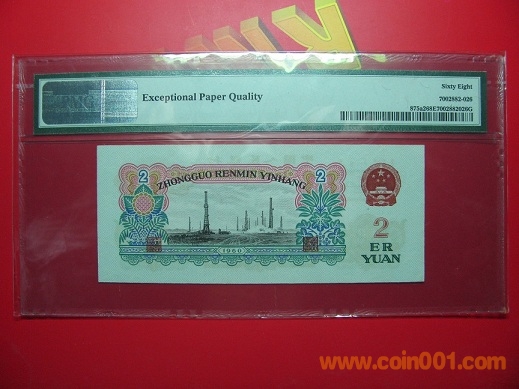 Exceptional Paper Quality
Sixty Eight
7002882-026
875a268E7002882026G
2
2
ZHONGGUO RENMIN YINHANG
2
ER
YUAN
1960
www.coin001.com